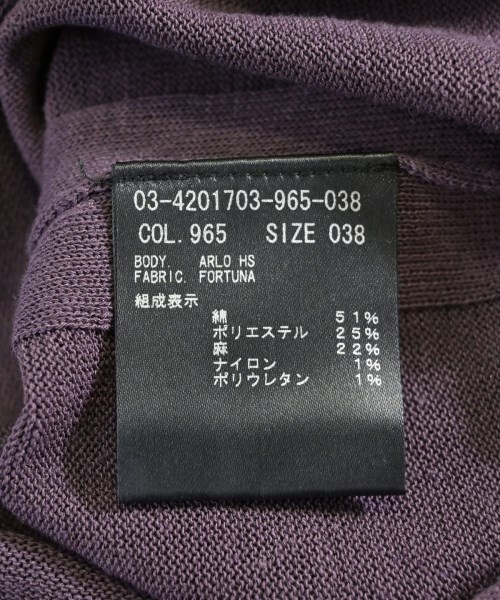 03-4201703-965-038
COL. 965 SIZE 038
BODY. ARLO HS
FABRIC. FORTUNA
組成表示
綿 51%
ポリエステル 25%
麻 22%
ナイロン 1%
ポリウレタン 1%